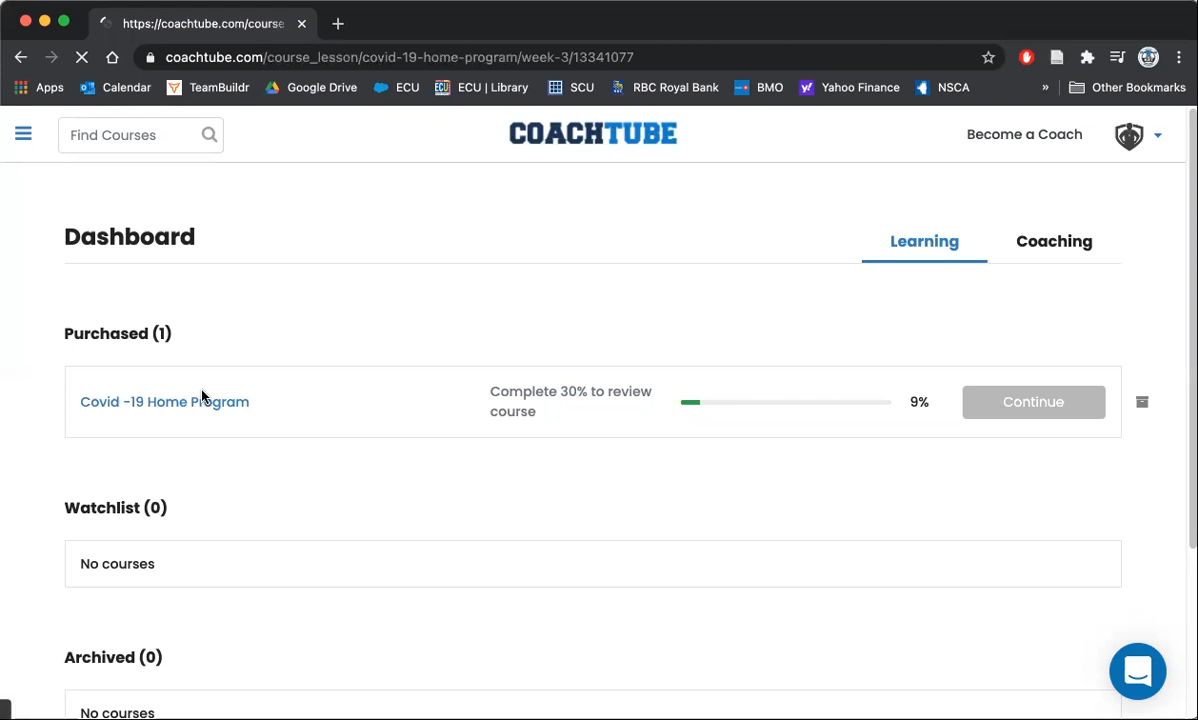 https://coachtube.com/course
coachtube.com/course_lesson/covid-19-home-program/week-3/13341077
Apps Calendar TeamBuildr Google Drive ECU ECU | Library SCU RBC Royal Bank BMO Yahoo Finance NSCA » Other Bookmarks
Find Courses COACHTUBE Become a Coach
Dashboard Learning Coaching
Purchased (1)
Covid -19 Home Program Complete 30% to review 9% Continue
course
Watchlist (0)
No courses
Archived (0)
No courses